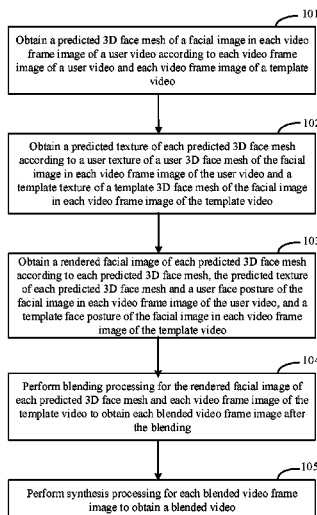 101
Obtain a predicted 3D face mesh of a facial image in each video
frame image of a user video according to each video frame
image of a user video and each video frame image of a template
video
102
Obtain a predicted texture of each predicted 3D face mesh
according to a user texture of a user 3D face mesh of the facial
image in each video frame image of the user video and a
template texture of a template 3D face mesh of the facial image
in each video frame image of the template video
103
Obtain a rendered facial image of each predicted 3D face mesh
according to each predicted 3D face mesh, the predicted texture
of each predicted 3D face mesh and a user face posture of the
facial image in each video frame image of the user video, and a
template face posture of the facial image in each video frame
image of the template video
104
Perform blending processing for the rendered facial image of
each predicted 3D face mesh and each video frame image of the
template video to obtain each blended video frame image after
the blending
105
Perform synthesis processing for each blended video frame
image to obtain a blended video